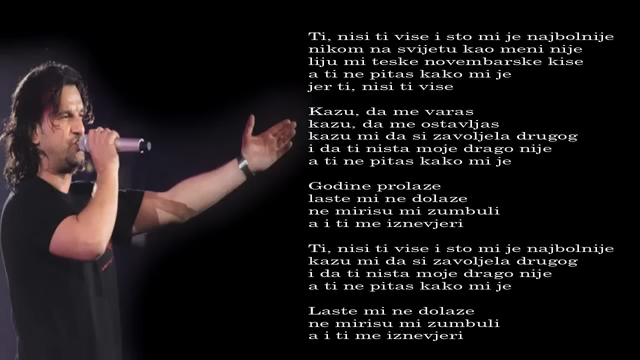 Ti, nisi ti vise i sto mi je najbolnije
nikom na svijetu kao meni nije
liju mi teske novembarske kise
a ti ne pitas kako mi je
jer ti, nisi ti vise
Kazu, da me varas
kazu, da me ostavljas
kazu mi da si zavoljela drugog
i da ti nista moje drago nije
a ti ne pitas kako mi je
Godine prolaze
laste mi ne dolaze
ne mirisu mi zumbuli
a i ti me iznevjeri
Ti, nisi ti vise i sto mi je najbolnije
kazu mi da si zavoljela drugog
i da ti nista moje drago nije
a ti ne pitas kako mi je
Laste mi ne dolaze
ne mirisu mi zumbuli
a i ti me iznevjeri